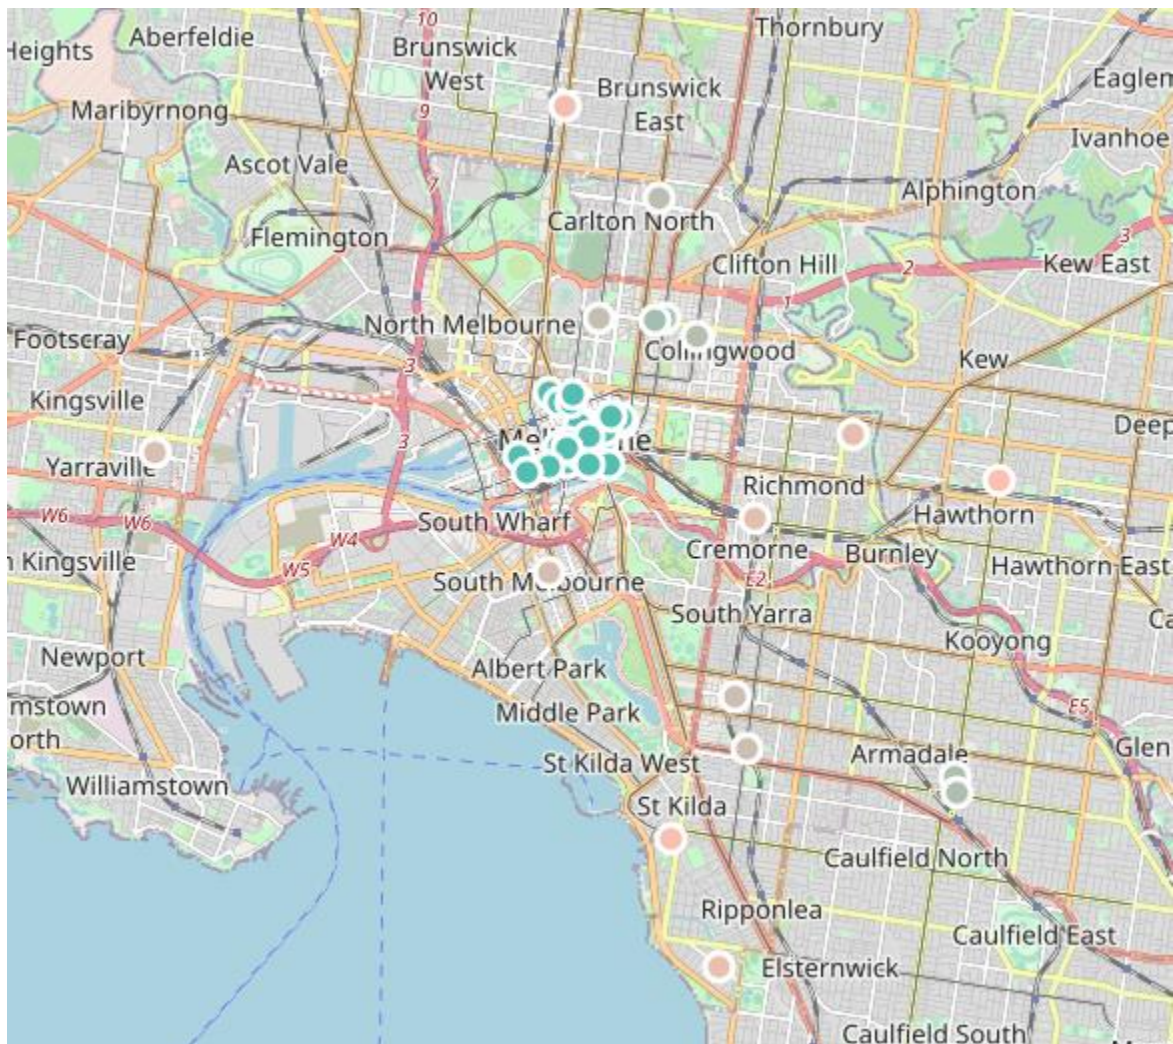 10
Thornbury
Aberfeldie
Heights
Brunswick
West
Eaglem
Brunswick
East
Maribyrnong
9
Ivanhoe
Ascot Vale
7
Alphington
Carlton North
Flemington
3
Clifton Hill
2
Kew East
1
North Melbourne
Footscray
Collingwood
3
Kew
Kingsville
Deep
3
Yarraville
Richmond
W6
W6
South Wharf
Hawthorn
W4
Cremorne
Burnley
Kingsville
W5
South Melbourne
E2
Hawthorn East
South Yarra
Ca
Kooyong
Newport
Albert Park
mstown
orth
Middle Park
E5
Armadale
Glen
St Kilda West
Williamstown
St Kilda
Caulfield North
Ripponlea
Caulfield East
Elsternwick
Caulfield South